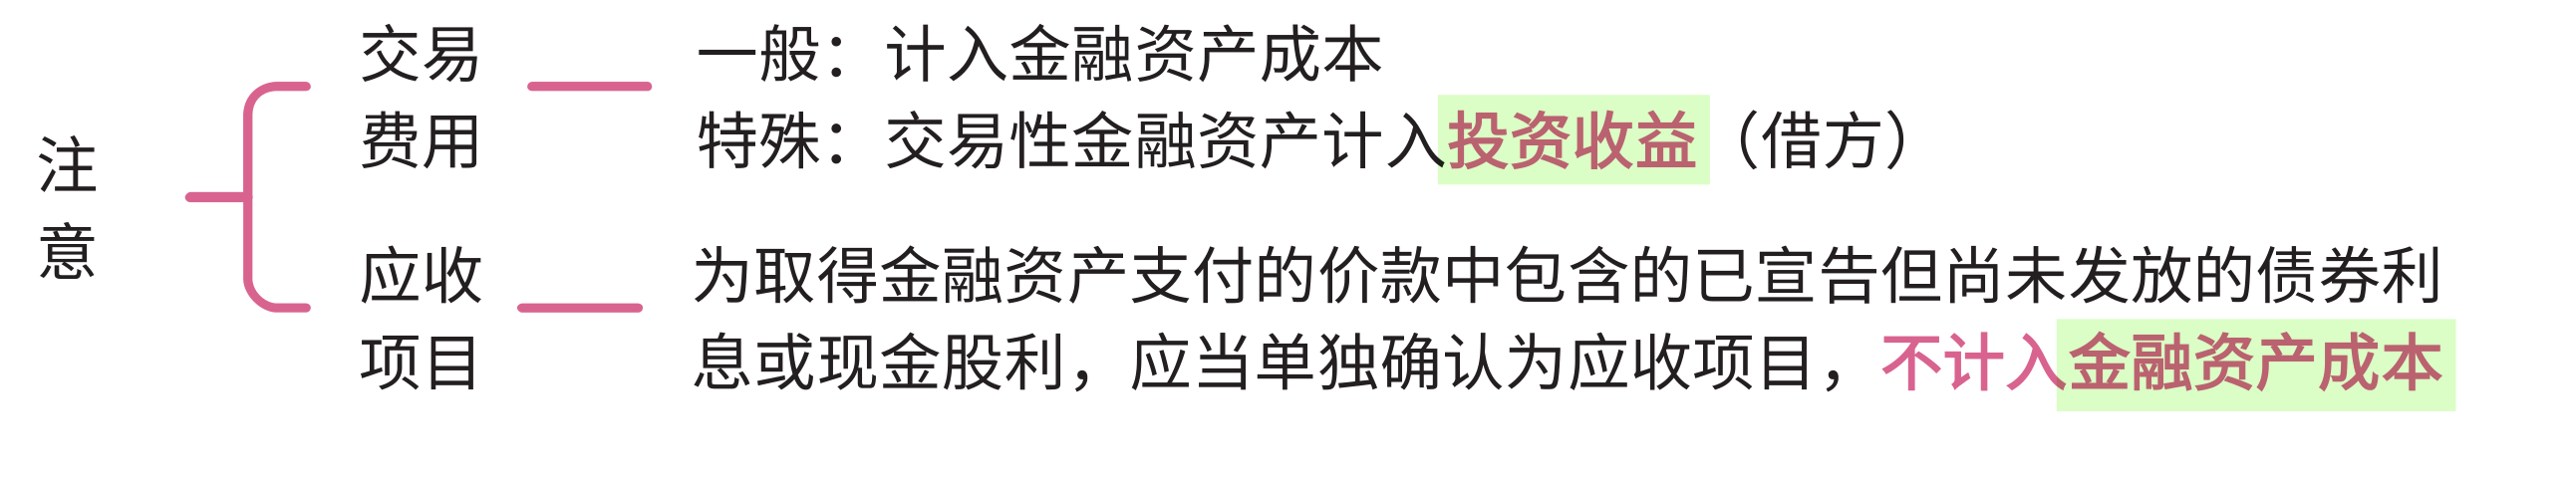 注意
交易费用
一般：计入金融资产成本
特殊：交易性金融资产计入投资收益（借方）
应收项目
为取得金融资产支付的价款中包含的已宣告但尚未发放的债券利
息或现金股利，应当单独确认为应收项目，不计入金融资产成本